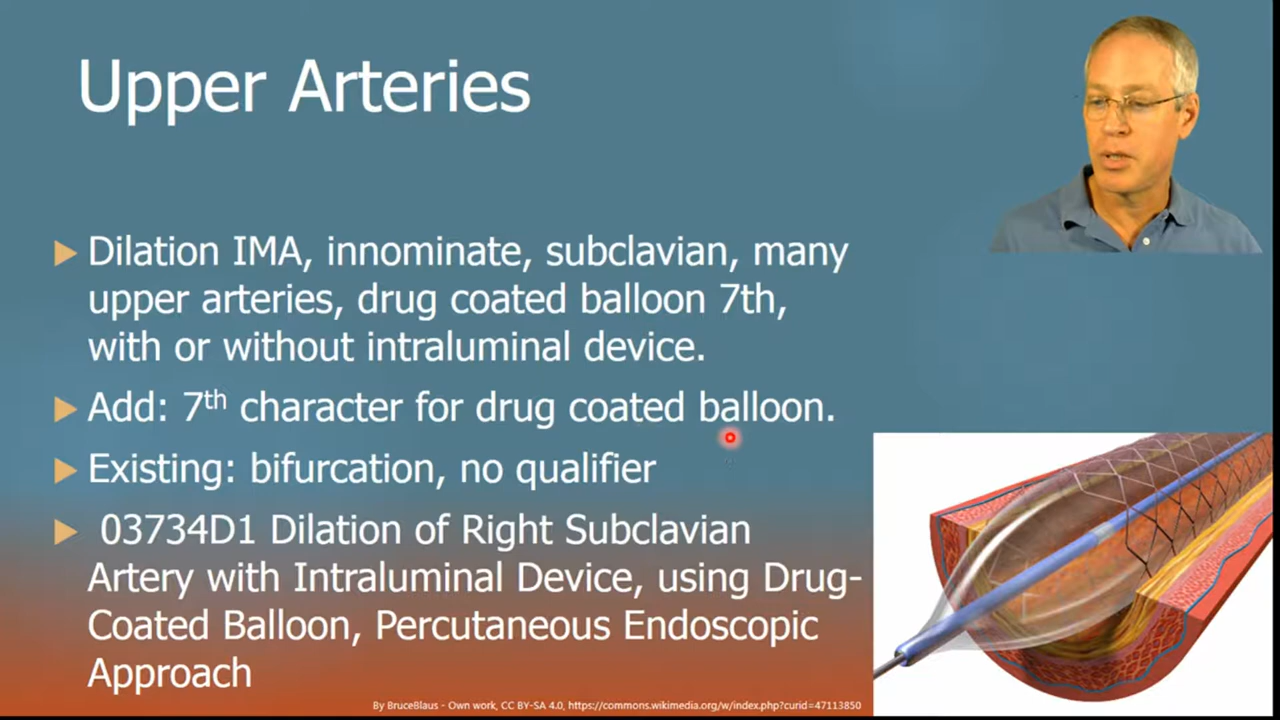 Upper Arteries
Dilation IMA, innominate, subclavian, many
upper arteries, drug coated balloon 7th,
with or without intraluminal device.
Add: 7th character for drug coated balloon.
Existing: bifurcation, no qualifier
03734D1 Dilation of Right Subclavian
Artery with Intraluminal Device, using Drug-
Coated Balloon, Percutaneous Endoscopic
Approach
By BruceBlaus - Own work, CC BY-SA 4.0, https://commons.wikimedia.org/w/index.php?curid=47113850